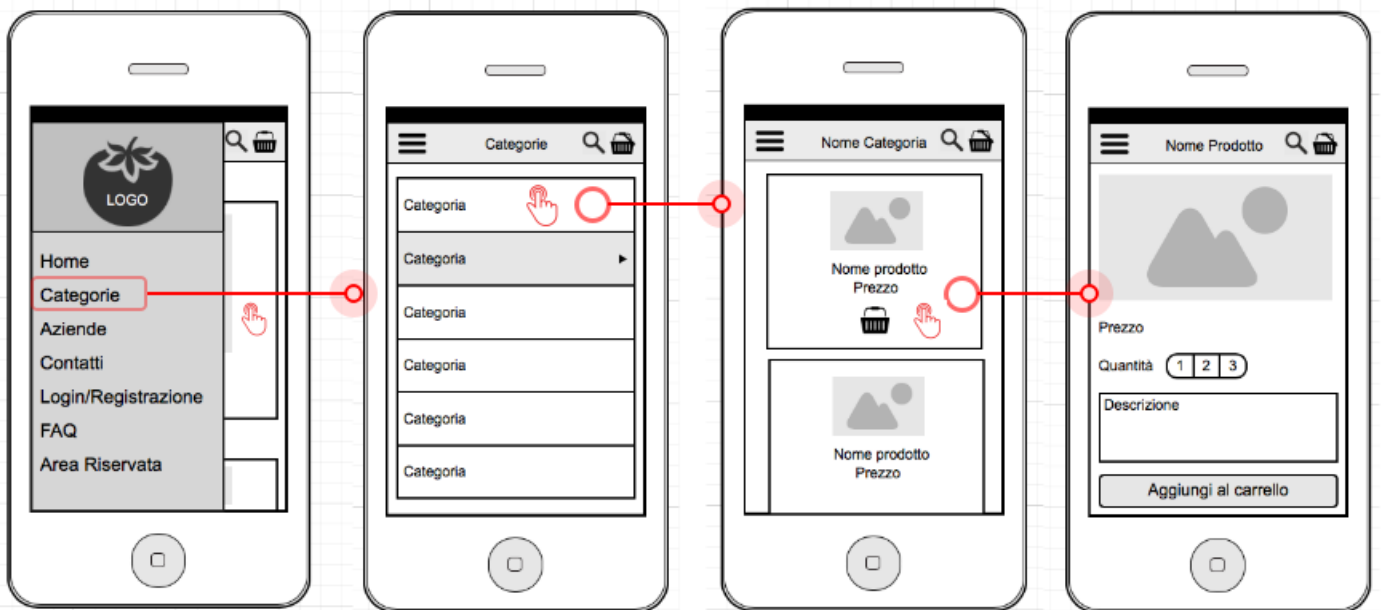 LOGO
Home
Categorie
Aziende
Contatti
Login/Registrazione
FAQ
Area Riservata
Categorie
Categoria
Categoria
Categoria
Categoria
Categoria
Categoria
Nome Categoria
Nome prodotto
Prezzo
Nome prodotto
Prezzo
Nome Prodotto
Prezzo
Quantità 1 2 3
Descrizione
Aggiungi al carrello